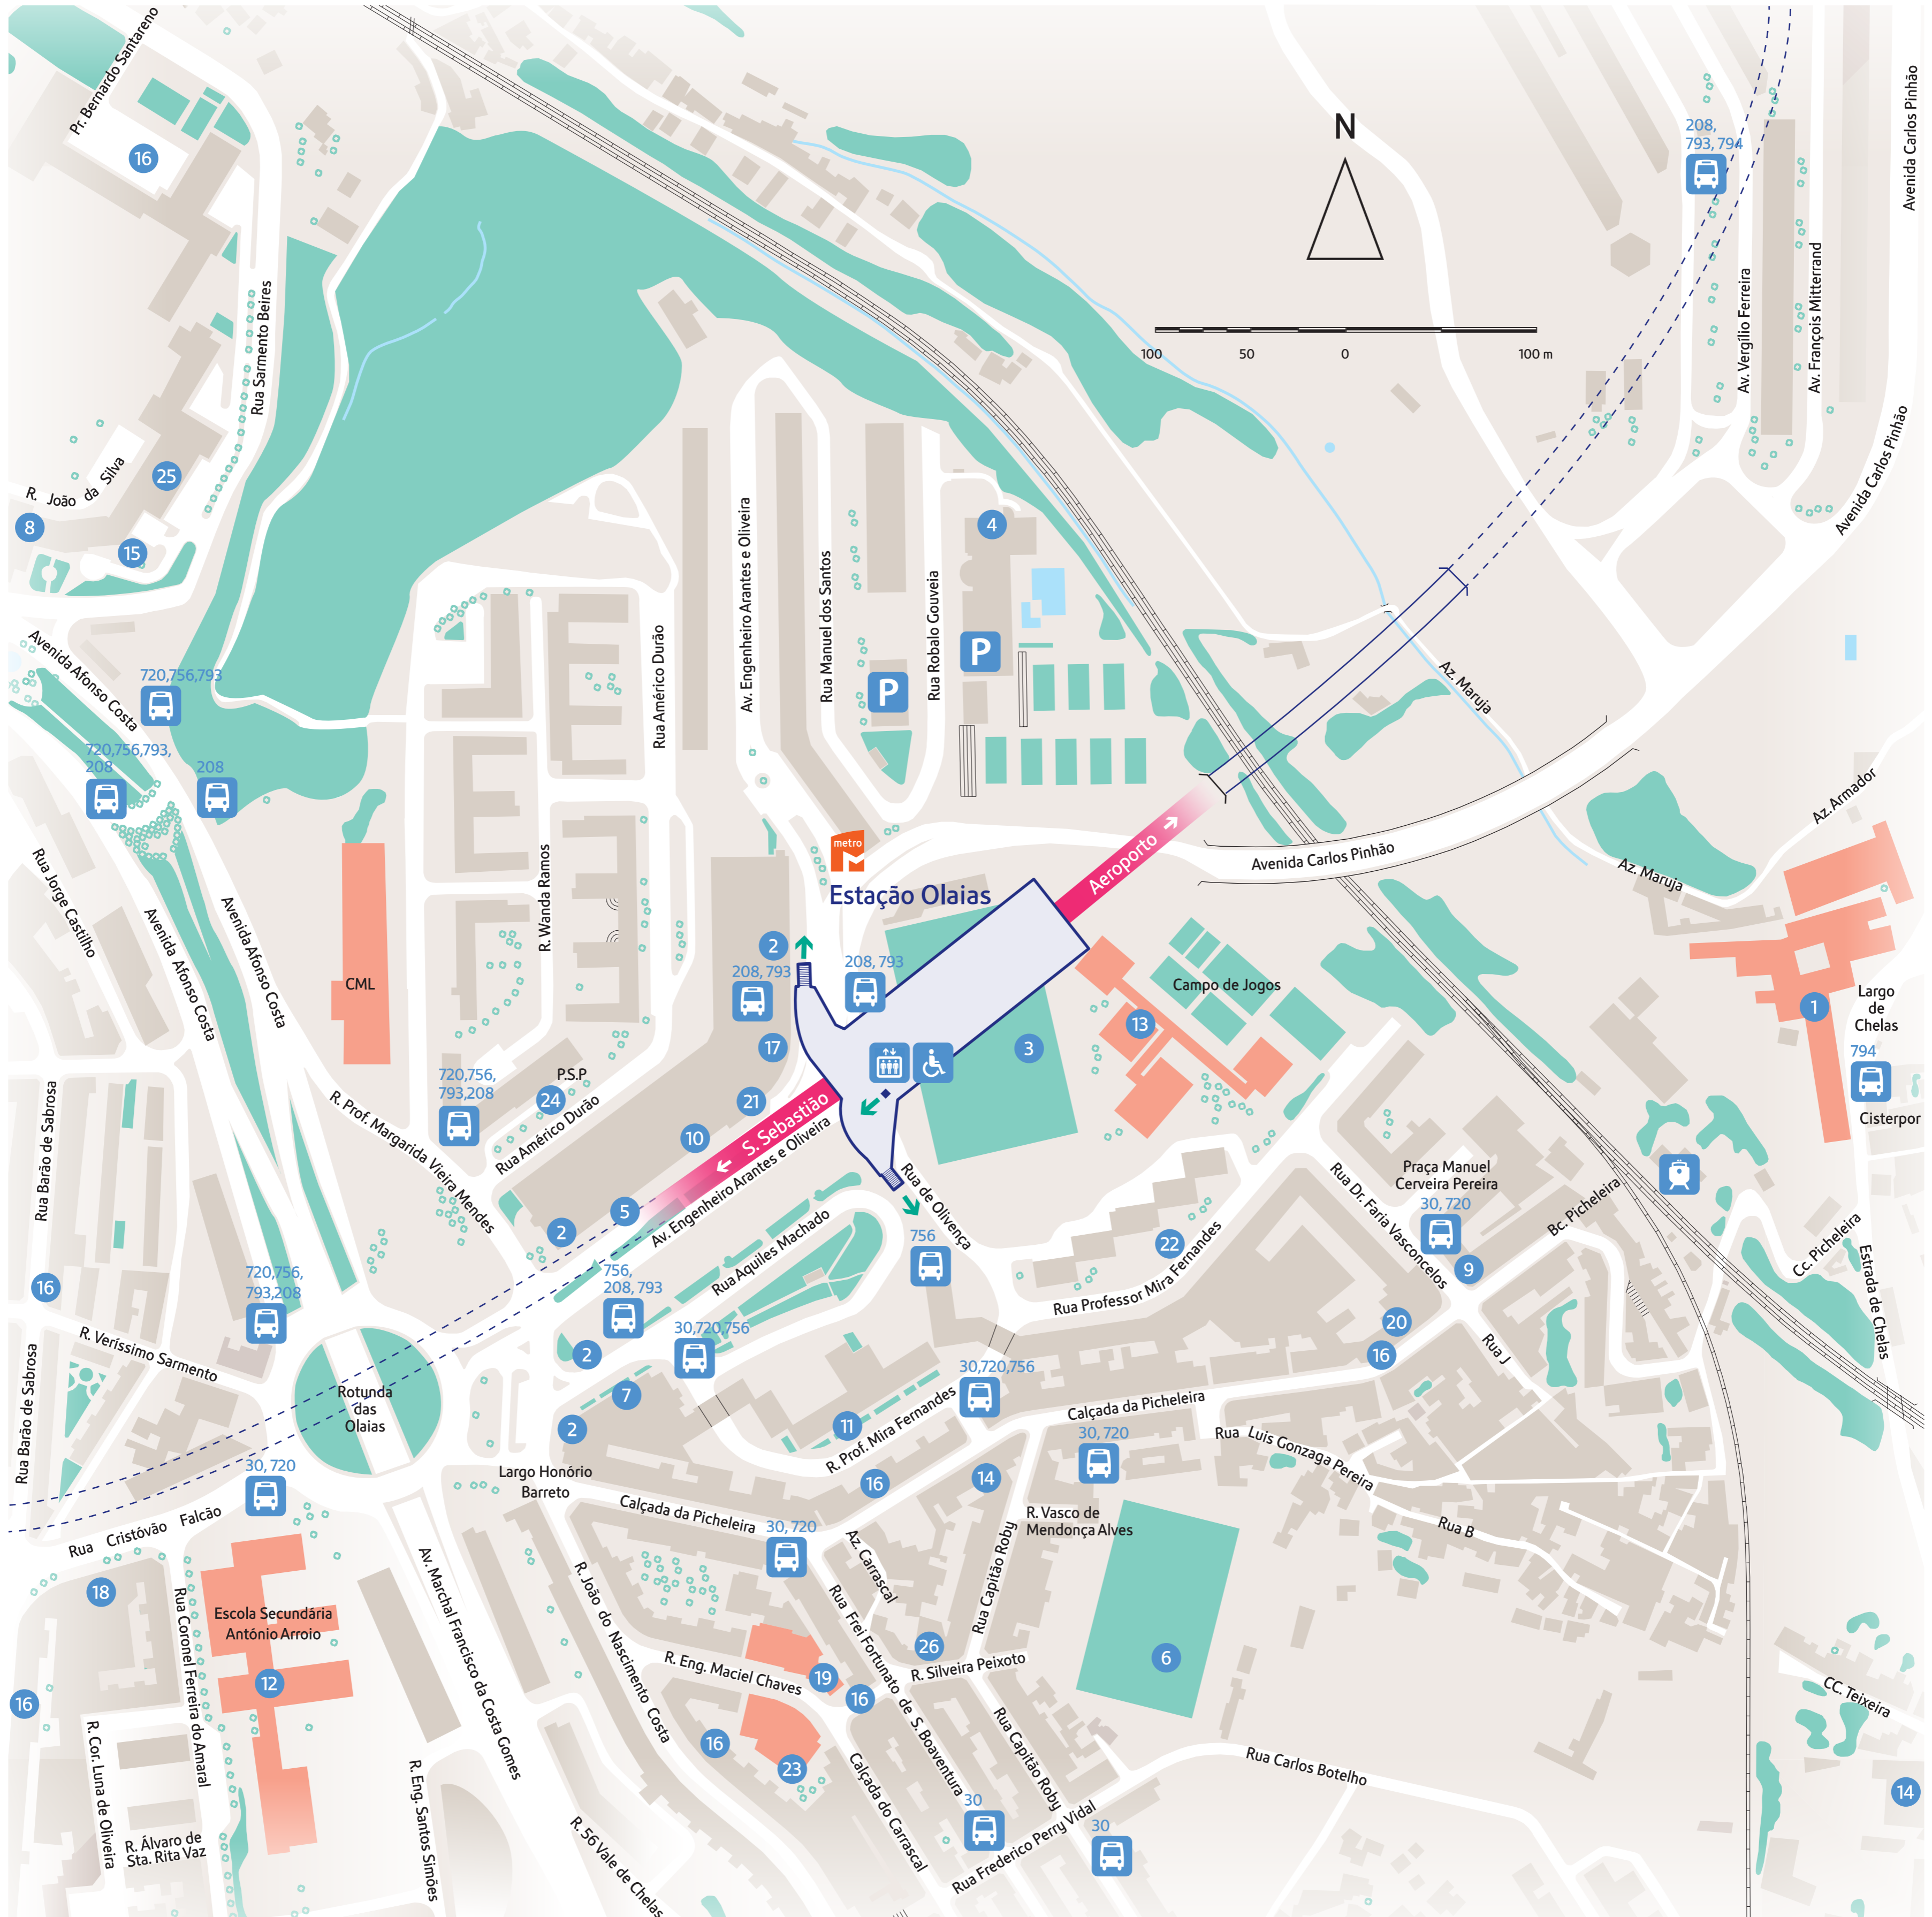 Pr. Bernardo Santareno
16
N
208,
793, 794
Avenida Carlos Pinhão
Rua Sarmento Beires
Av. Vergilio Ferreira
Av. François Mitterrand
100
50
0
100 m
Avenida Carlos Pinhão
R. João da Silva
25
8
15
4
Av. Engenheiro Arantes e Oliveira
Rua Manuel dos Santos
Rua Robalo Gouveia
Rua Américo Durão
P
P
Avenida Afonso Costa
720,756,793
720,756,793,
208
208
Az. Maruja
Az. Armador
Az. Maruja
Avenida Carlos Pinhão
Aeroporto
metro
Estação Olaias
Rua Jorge Castilho
Avenida Afonso Costa
Avenida Afonso Costa
R. Wanda Ramos
CML
2
208, 793
208, 793
Campo de Jogos
13
3
17
1
Largo
de
Chelas
794
Cisterpor
720,756,
793,208
P.S.P
24
Rua Américo Durão
21
10
S. Sebastião
Av. Engenheiro Arantes e Oliveira
R. Prof. Margarida Vieira Mendes
Rua Barão de Sabrosa
5
2
Rua de Olivença
756
Rua Aquiles Machado
22
Rua Professor Mira Fernandes
Rua Dr. Faria Vasconcelos
Praça Manuel
Cerveira Pereira
30, 720
9
Bc. Picheleira
Cc. Picheleira
Estrada de Chelas
16
720,756,
793,208
756,
208, 793
30,720,756
R. Veríssimo Sarmento
Rua Barão de Sabrosa
Rotunda
das
Olaias
2
7
2
11
R. Prof. Mira Fernandes
30,720,756
20
16
Rua J
Calçada da Picheleira
30, 720
Rua Luis Gonzaga Pereira
30, 720
Largo Honório
Barreto
16
14
Calçada da Picheleira
30, 720
R. Vasco de
Mendonça Alves
Rua B
Rua Cristóvão Falcão
18
Rua Coronel Ferreira do Amaral
Escola Secundária
António Arroio
12
16
Av. Marchal Francisco da Costa Gomes
R. João do Nascimento Costa
Az. Carrascal
Rua Frei Fortunato de S. Boaventura
Rua Capitão Roby
26
R. Silveira Peixoto
6
R. Eng. Maciel Chaves
19
16
16
23
CC. Teixeira
14
R. Cor. Luna de Oliveira
R. Álvaro de
Sta. Rita Vaz
R. Eng. Santos Simões
R. 56 Vale de Chelas
Calçada do Carrascal
Rua Capitão Roby
30
Rua Frederico Perry Vidal
30
Rua Carlos Botelho